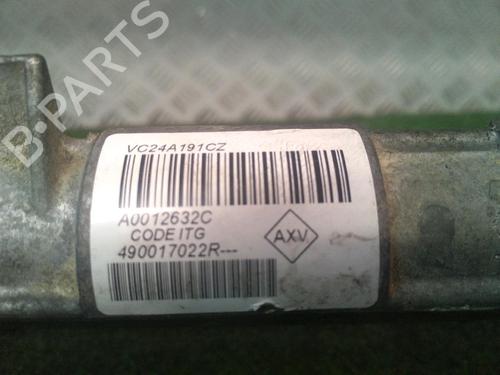 B-PARTS
VC24A191CZ
A0012632C
CODE ITG
490017022R---
AXV